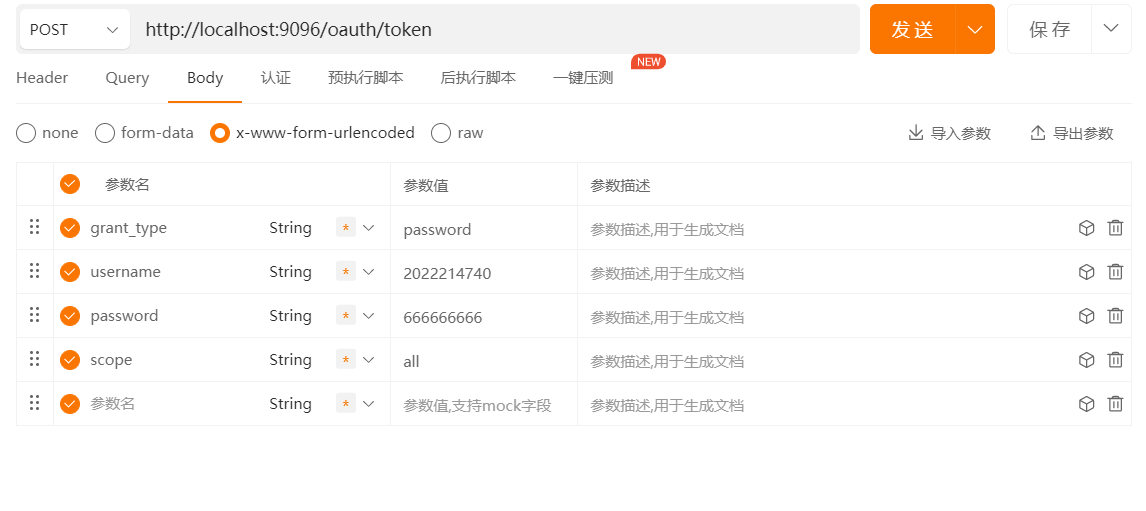 POST http://localhost:9096/oauth/token 发送 保存
Header Query Body 认证 预执行脚本 后执行脚本 一键压测 NEW
none form-data x-www-form-urlencoded raw 导入参数 导出参数
参数名 参数值 参数描述
grant_type String * password 参数描述,用于生成文档
username String * 2022214740 参数描述,用于生成文档
password String * 666666666 参数描述,用于生成文档
scope String * all 参数描述,用于生成文档
参数名 String * 参数值,支持mock字段 参数描述,用于生成文档